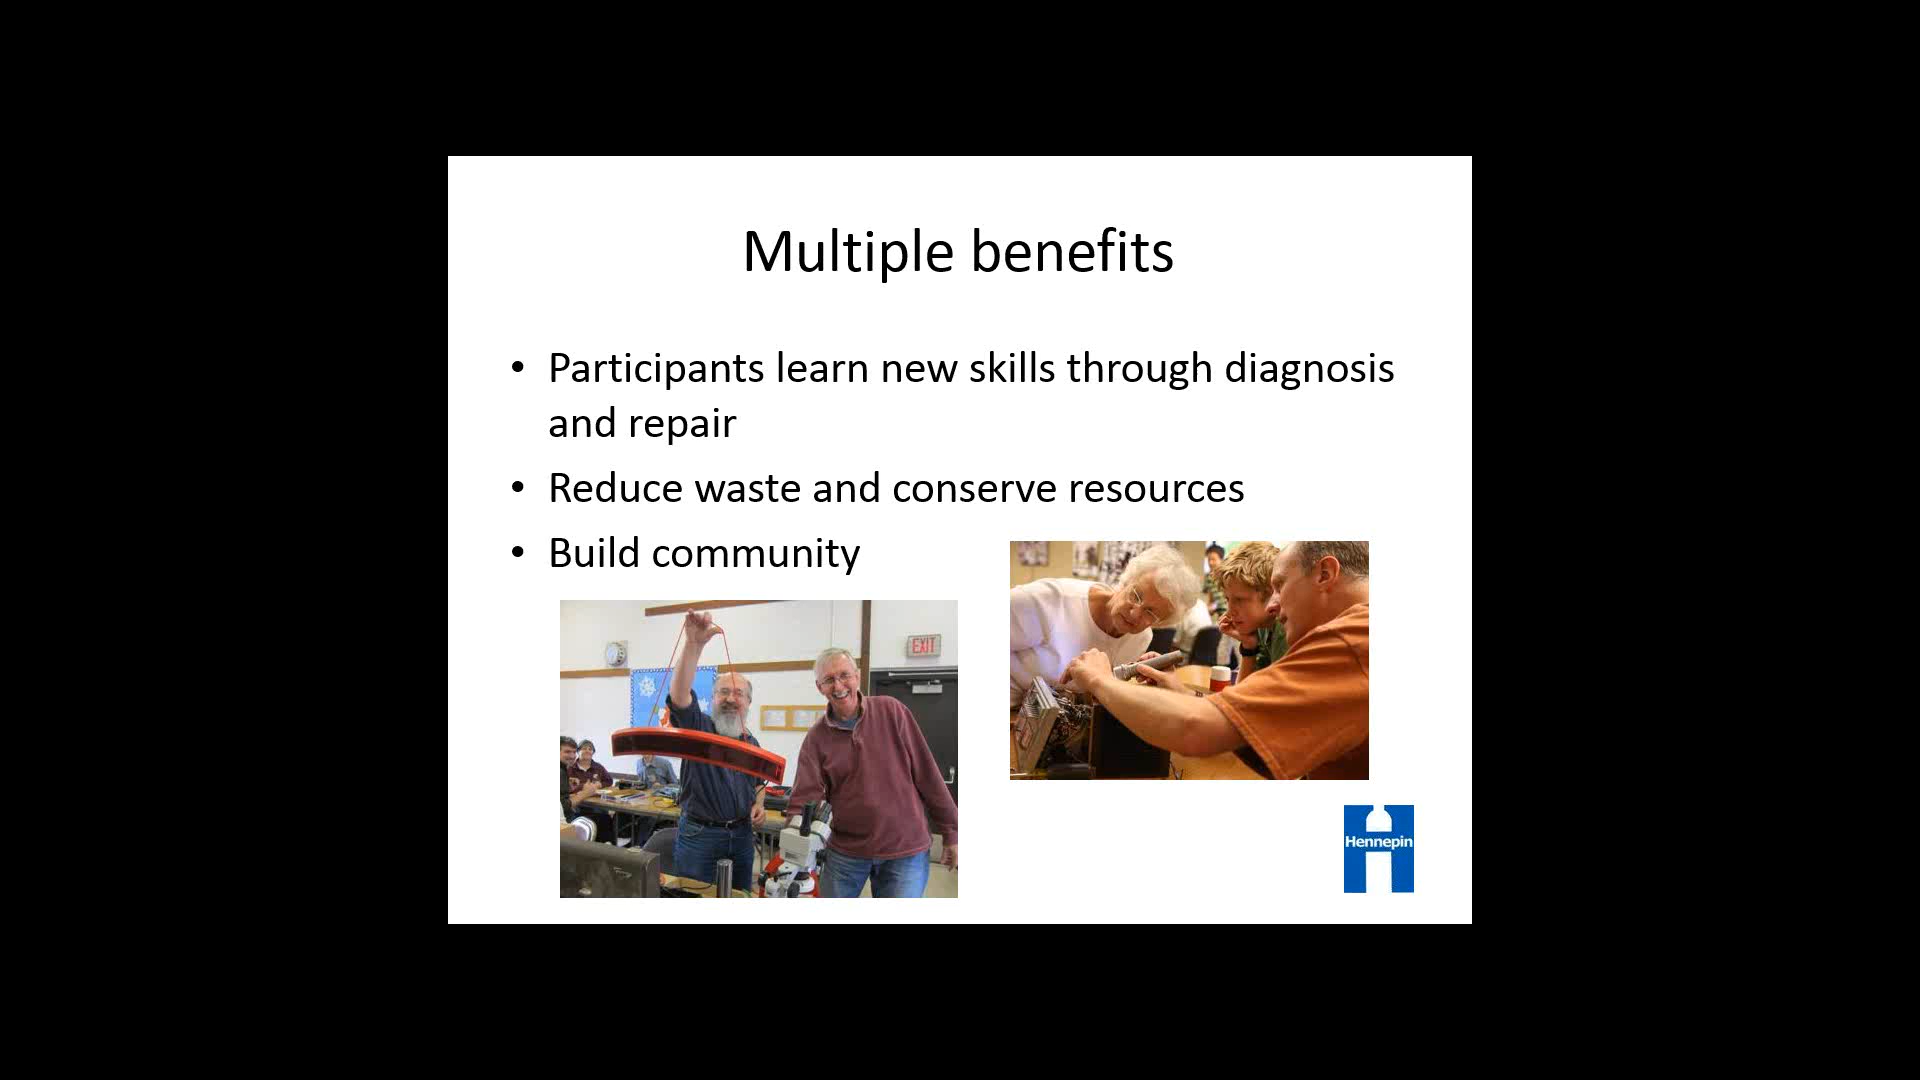 Multiple benefits
• Participants learn new skills through diagnosis
and repair
• Reduce waste and conserve resources
• Build community
EXIT
Hennepin